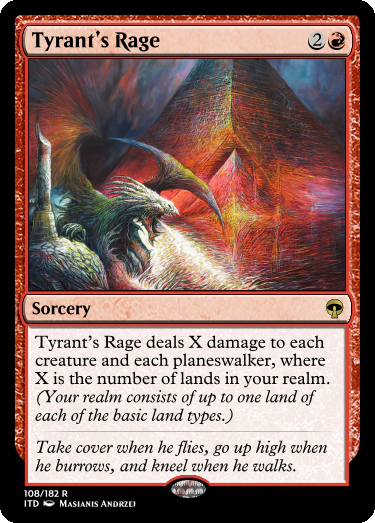 Tyrant's Rage 2
Sorcery
Tyrant's Rage deals X damage to each
creature and each planeswalker, where
X is the number of lands in your realm.
(Your realm consists of up to one land of
each of the basic land types.)
Take cover when he flies, go up high when
he burrows, and kneel when he walks.
108/182 R
ITD Masianis Andrzej